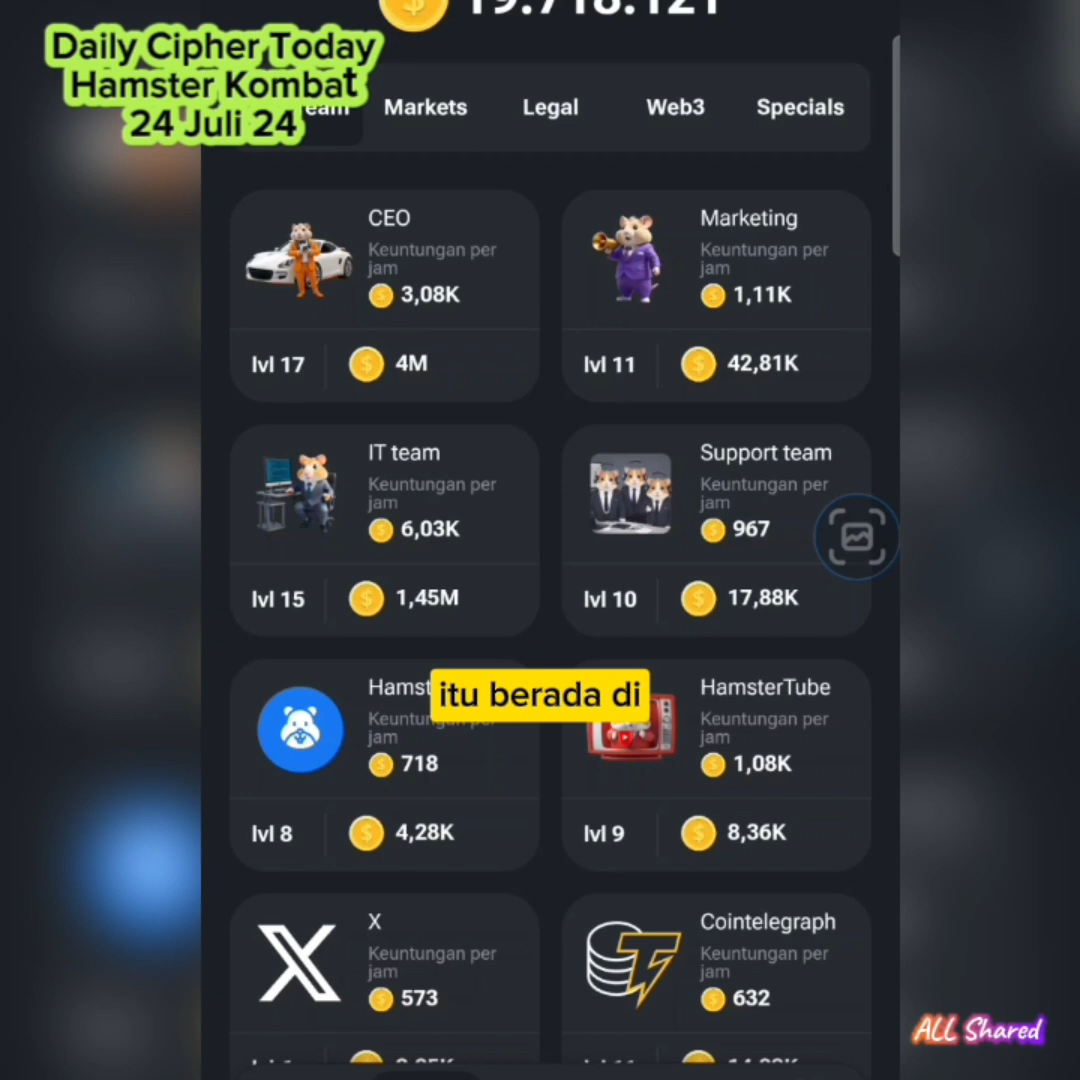 Daily Cipher Today
Hamster Kombat
24 Juli 24
Markets
Legal
Web3
Specials
CEO
Keuntungan per
jam
3,08K
lvl 17
4M
Marketing
Keuntungan per
jam
1,11K
lvl 11
42,81K
IT team
Keuntungan per
jam
6,03K
lvl 15
1,45M
Support team
Keuntungan per
jam
967
lvl 10
17,88K
itu berada di
Keuntungan per
jam
718
lvl 8
4,28K
HamsterTube
Keuntungan per
jam
1,08K
lvl 9
8,36K
X
Keuntungan per
jam
573
Cointelegraph
Keuntungan per
jam
632
ALL Shared